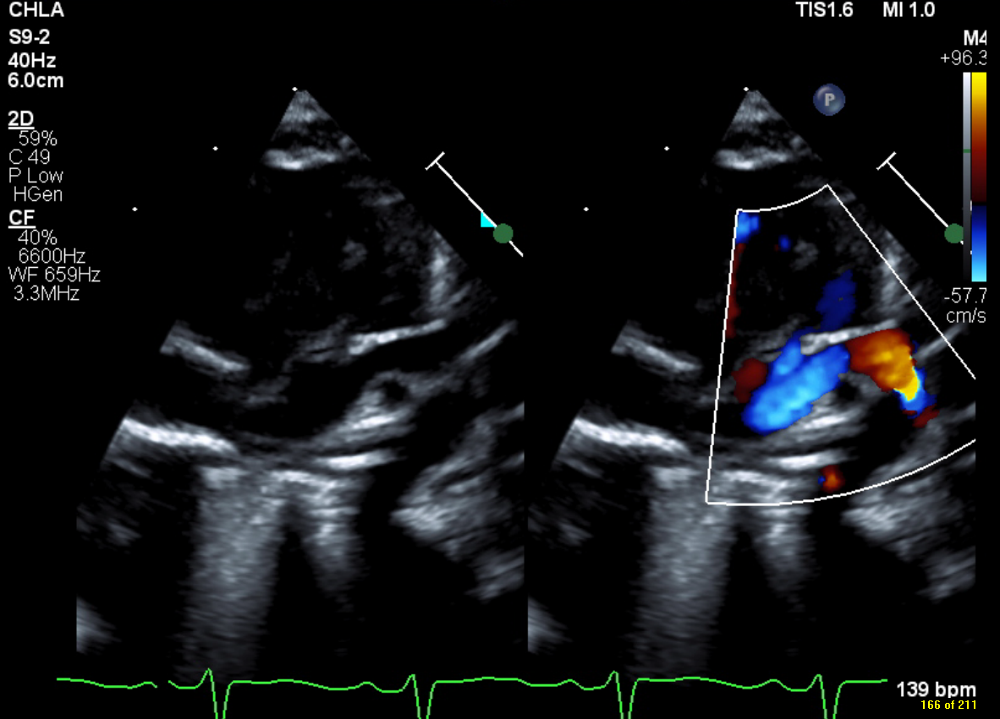 CHLA
TIS1.6 MI 1.0
S9-2
40Hz
6.0cm
2D
59%
C 49
P Low
HGen
CF
40%
6600Hz
WF 659Hz
3.3MHz
P
M4
+96.3
-57.7
cm/s
139 bpm
166 of 211